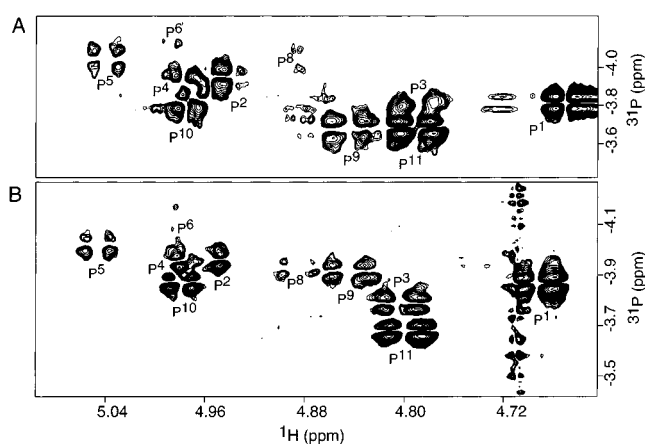 A
P6'
P5
P4
P2
P10
P8
P3
P9
P11
P1
-4.0
-3.8
-3.6
31P (ppm)
B
P6
P5
P4
P2
P10
P8
P9
P3
P11
P1
-4.1
-3.9
-3.7
-3.5
31P (ppm)
5.04
4.96
4.88
4.80
4.72
1H (ppm)